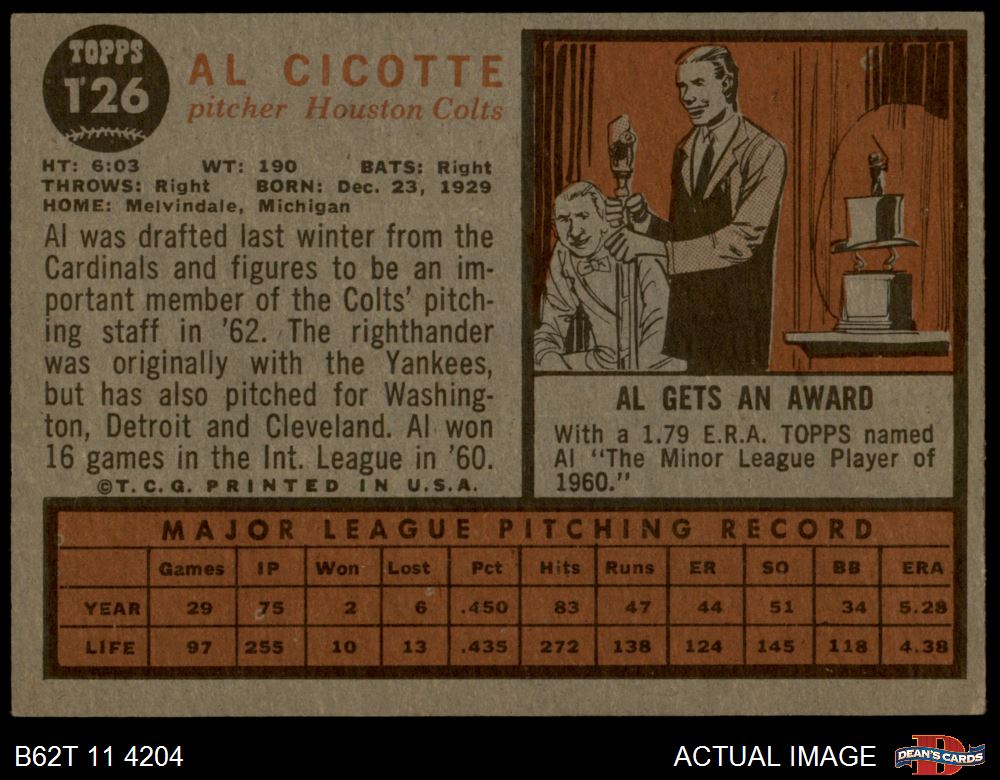 TOPPS
126
AL CICOTTE
pitcher Houston Colts
HT: 6:03 WT: 190 BATS: Right
THROWS: Right BORN: Dec. 23, 1929
HOME: Melvindale, Michigan
Al was drafted last winter from the
Cardinals and figures to be an im-
portant member of the Colts' pitch-
ing staff in '62. The righthander
was originally with the Yankees,
but has also pitched for Washing-
ton, Detroit and Cleveland. Al won
16 games in the Int. League in '60.
©T.C.G. PRINTED IN U.S.A.
AL GETS AN AWARD
With a 1.79 E.R.A. TOPPS named
Al "The Minor League Player of
1960."
MAJOR LEAGUE PITCHING RECORD
Games IP Won Lost Pct Hits Runs ER SO BB ERA
YEAR 29 75 2 6 .450 83 47 44 51 34 5.28
LIFE 97 255 10 13 .435 272 138 124 145 118 4.38
B62T 11 4204
ACTUAL IMAGE
DEAN'S CARDS